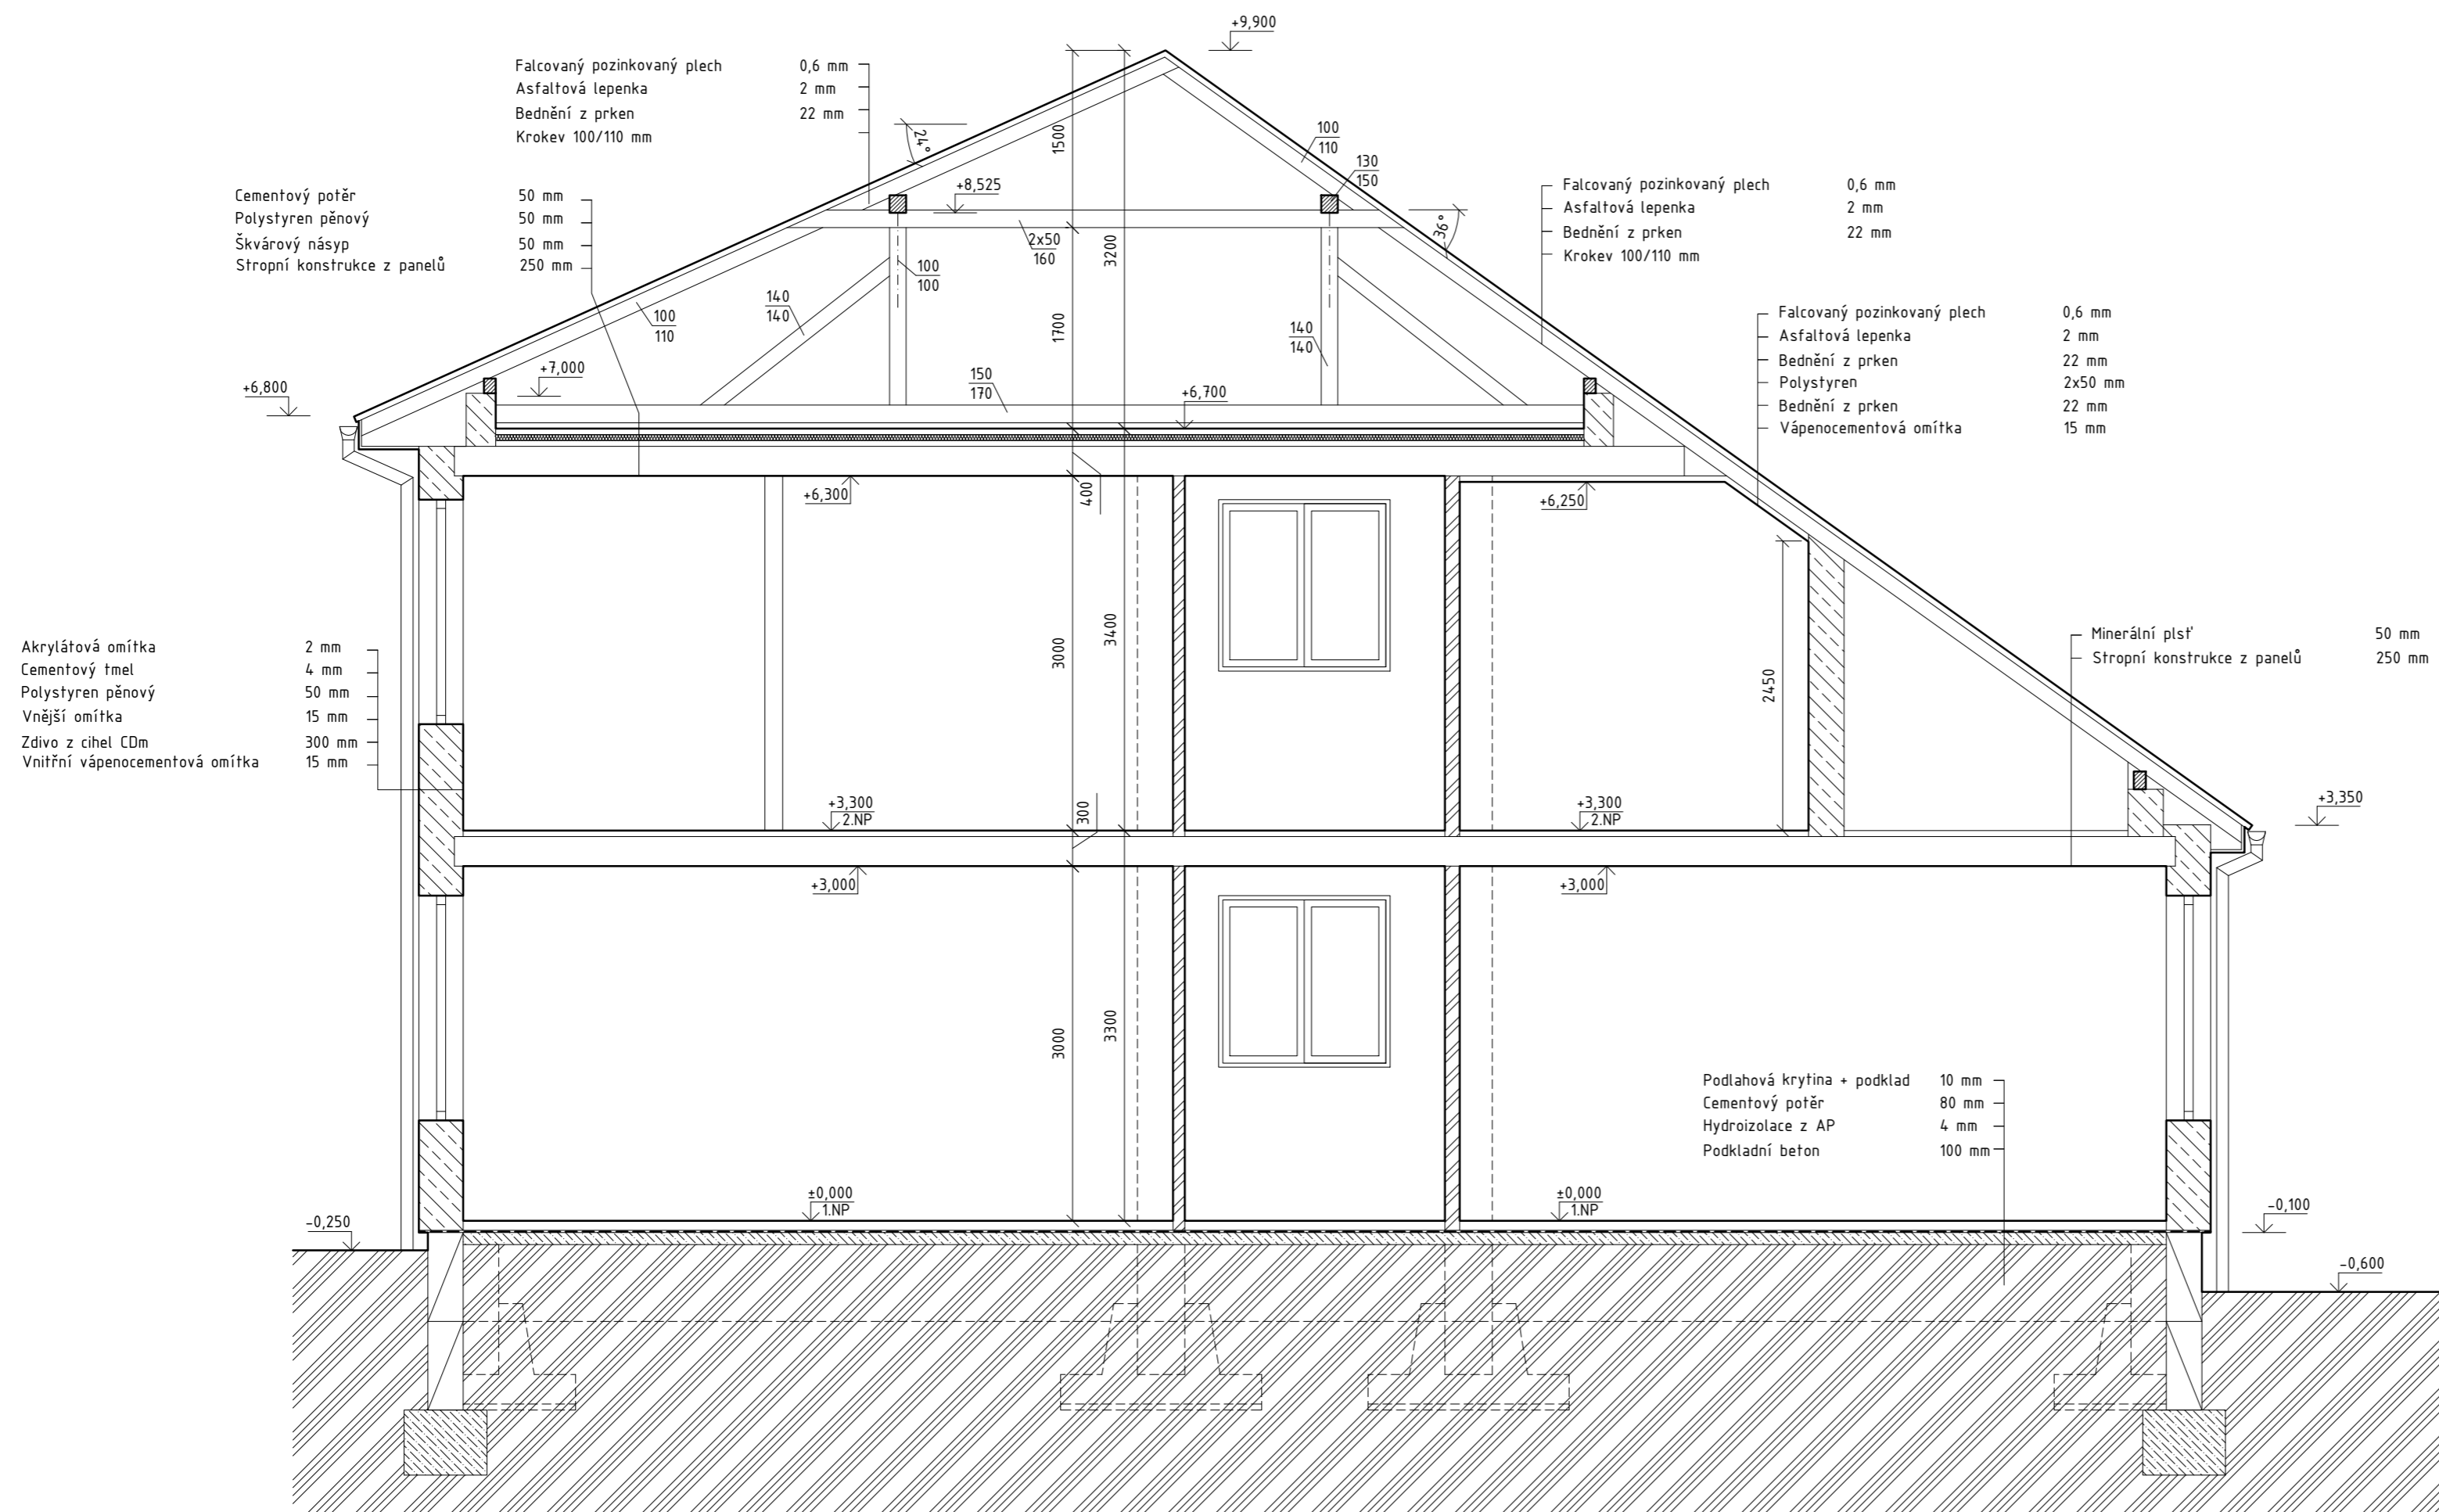 +9,900
Falcovaný pozinkovaný plech 0,6 mm
Asfaltová lepenka 2 mm
Bednění z prken 22 mm
Krokev 100/110 mm
24°
1500
100
110
130
150
+8,525
Cementový potěr 50 mm
Polystyren pěnový 50 mm
Škvárový násyp 50 mm
Stropní konstrukce z panelů 250 mm
Falcovaný pozinkovaný plech 0,6 mm
Asfaltová lepenka 2 mm
Bednění z prken 22 mm
Krokev 100/110 mm
36°
2x50
160
3200
100
100
140
140
100
110
1700
140
140
Falcovaný pozinkovaný plech 0,6 mm
Asfaltová lepenka 2 mm
Bednění z prken 22 mm
Polystyren 2x50 mm
Bednění z prken 22 mm
Vápenocementová omítka 15 mm
+6,800
+7,000
150
170
+6,700
+6,300
400
+6,250
Akrylátová omítka 2 mm
Cementový tmel 4 mm
Polystyren pěnový 50 mm
Vnější omítka 15 mm
Zdivo z cihel CDm 300 mm
Vnitřní vápenocementová omítka 15 mm
3000
3400
2450
Minerální plsť 50 mm
Stropní konstrukce z panelů 250 mm
+3,300
2.NP
300
+3,300
2.NP
+3,350
+3,000
+3,000
3000
3300
Podlahová krytina + podklad 10 mm
Cementový potěr 80 mm
Hydroizolace z AP 4 mm
Podkladní beton 100 mm
-0,250
±0,000
1.NP
±0,000
1.NP
-0,100
-0,600